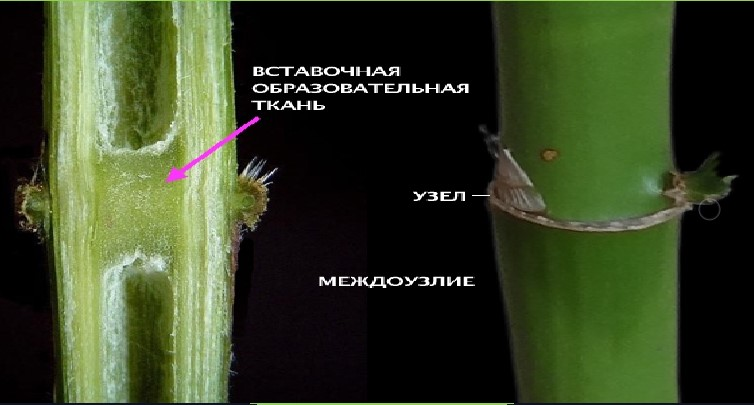 ВСТАВОЧНАЯ
ОБРАЗОВАТЕЛЬНАЯ
ТКАНЬ
УЗЕЛ
МЕЖДОУЗЛИЕ